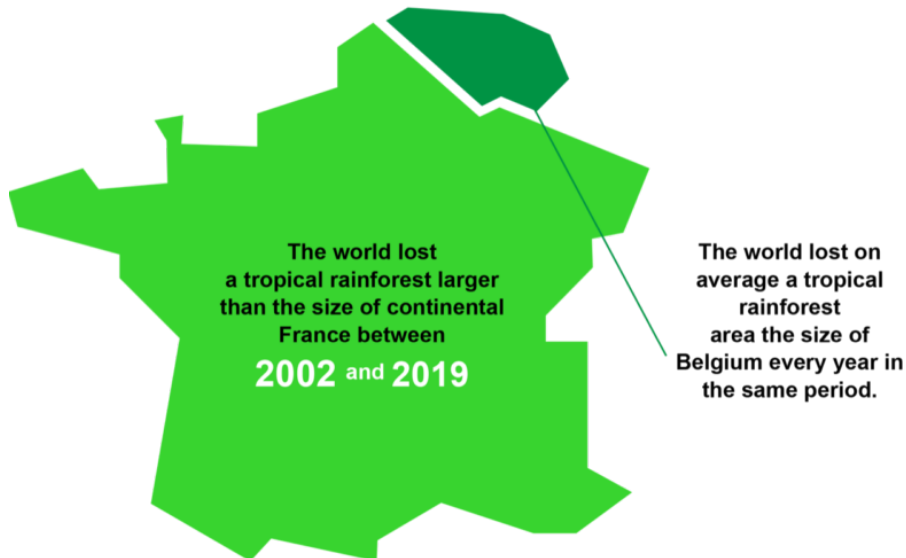 The world lost
a tropical rainforest larger
than the size of continental
France between
2002 and 2019
The world lost on
average a tropical
rainforest
area the size of
Belgium every year in
the same period.